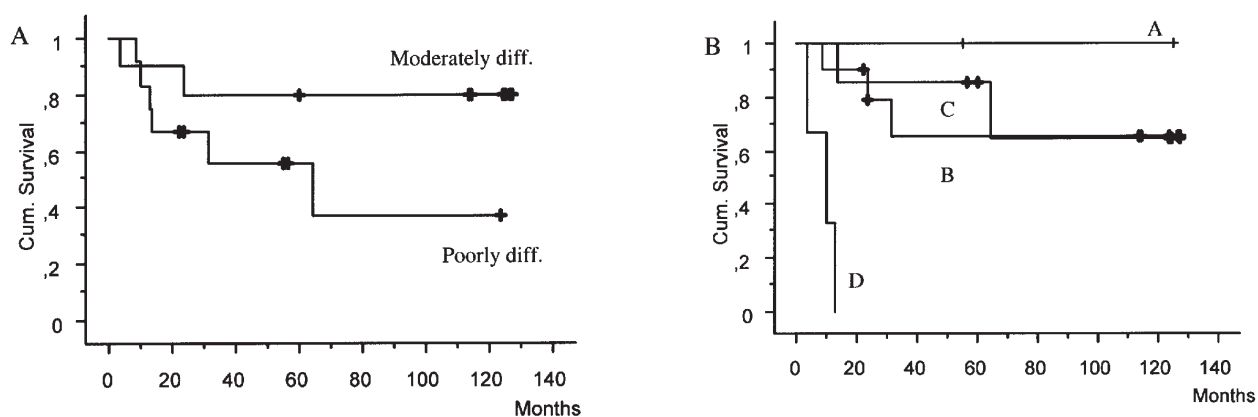 A
Cum. Survival
1
,8
,6
,4
,2
0
Moderately diff.
Poorly diff.
0 20 40 60 80 100 120 140
Months
B
Cum. Survival
1
,8
,6
,4
,2
0
A
C
B
D
0 20 40 60 80 100 120 140
Months